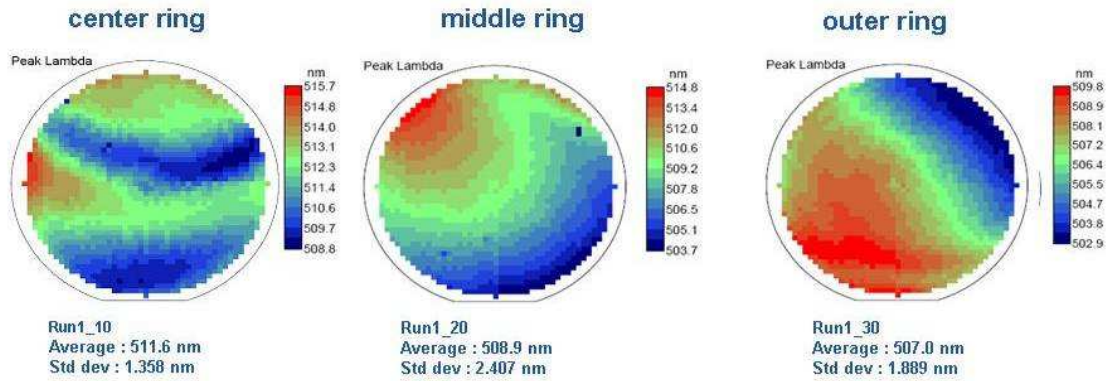 center ring
Peak Lambda
nm
515.7
514.8
514.0
513.1
512.3
511.4
510.6
509.7
508.8
Run1_10
Average : 511.6 nm
Std dev : 1.358 nm
middle ring
Peak Lambda
nm
514.8
513.4
512.0
510.6
509.2
507.8
506.5
505.1
503.7
Run1_20
Average : 508.9 nm
Std dev : 2.407 nm
outer ring
Peak Lambda
nm
509.8
508.9
508.1
507.2
506.4
505.5
504.7
503.8
502.9
Run1_30
Average : 507.0 nm
Std dev : 1.889 nm